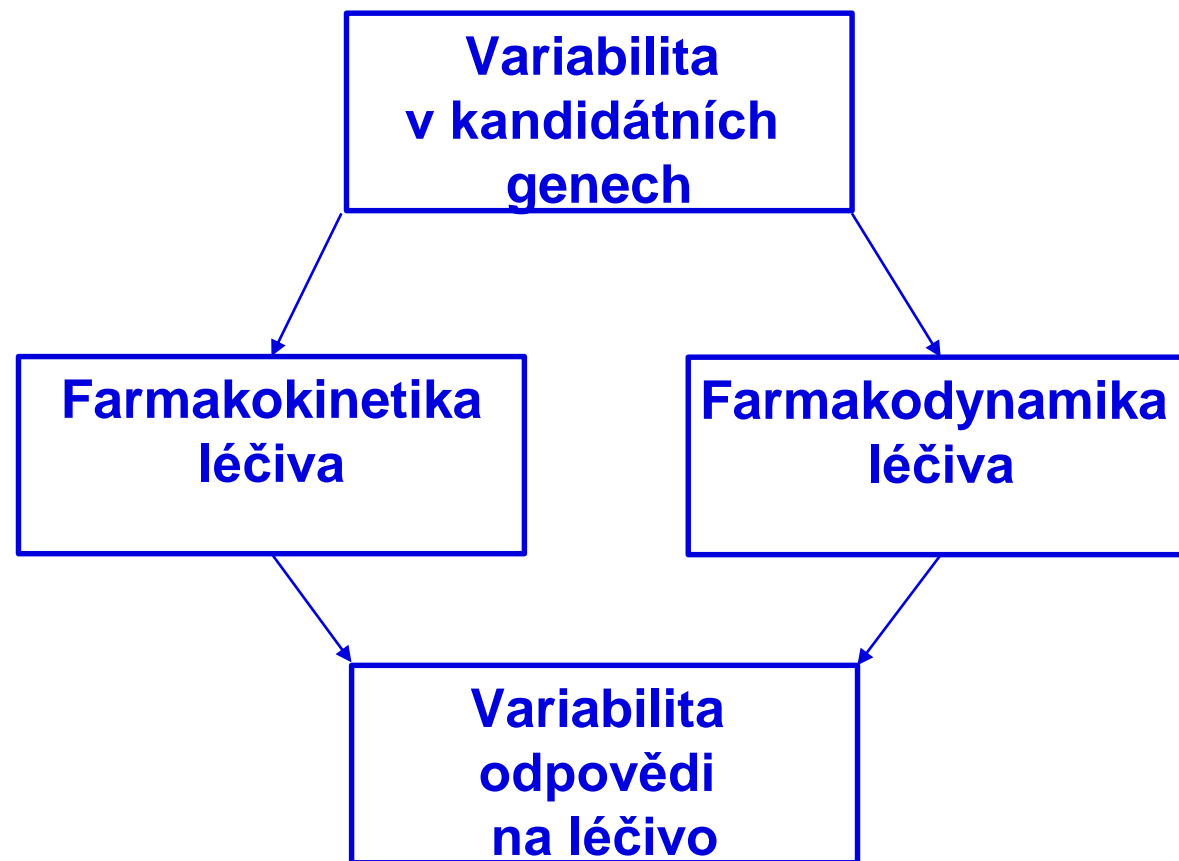 Variabilita
v kandidátních
genech
Farmakokinetika
léčiva
Farmakodynamika
léčiva
Variabilita
odpovědi
na léčivo